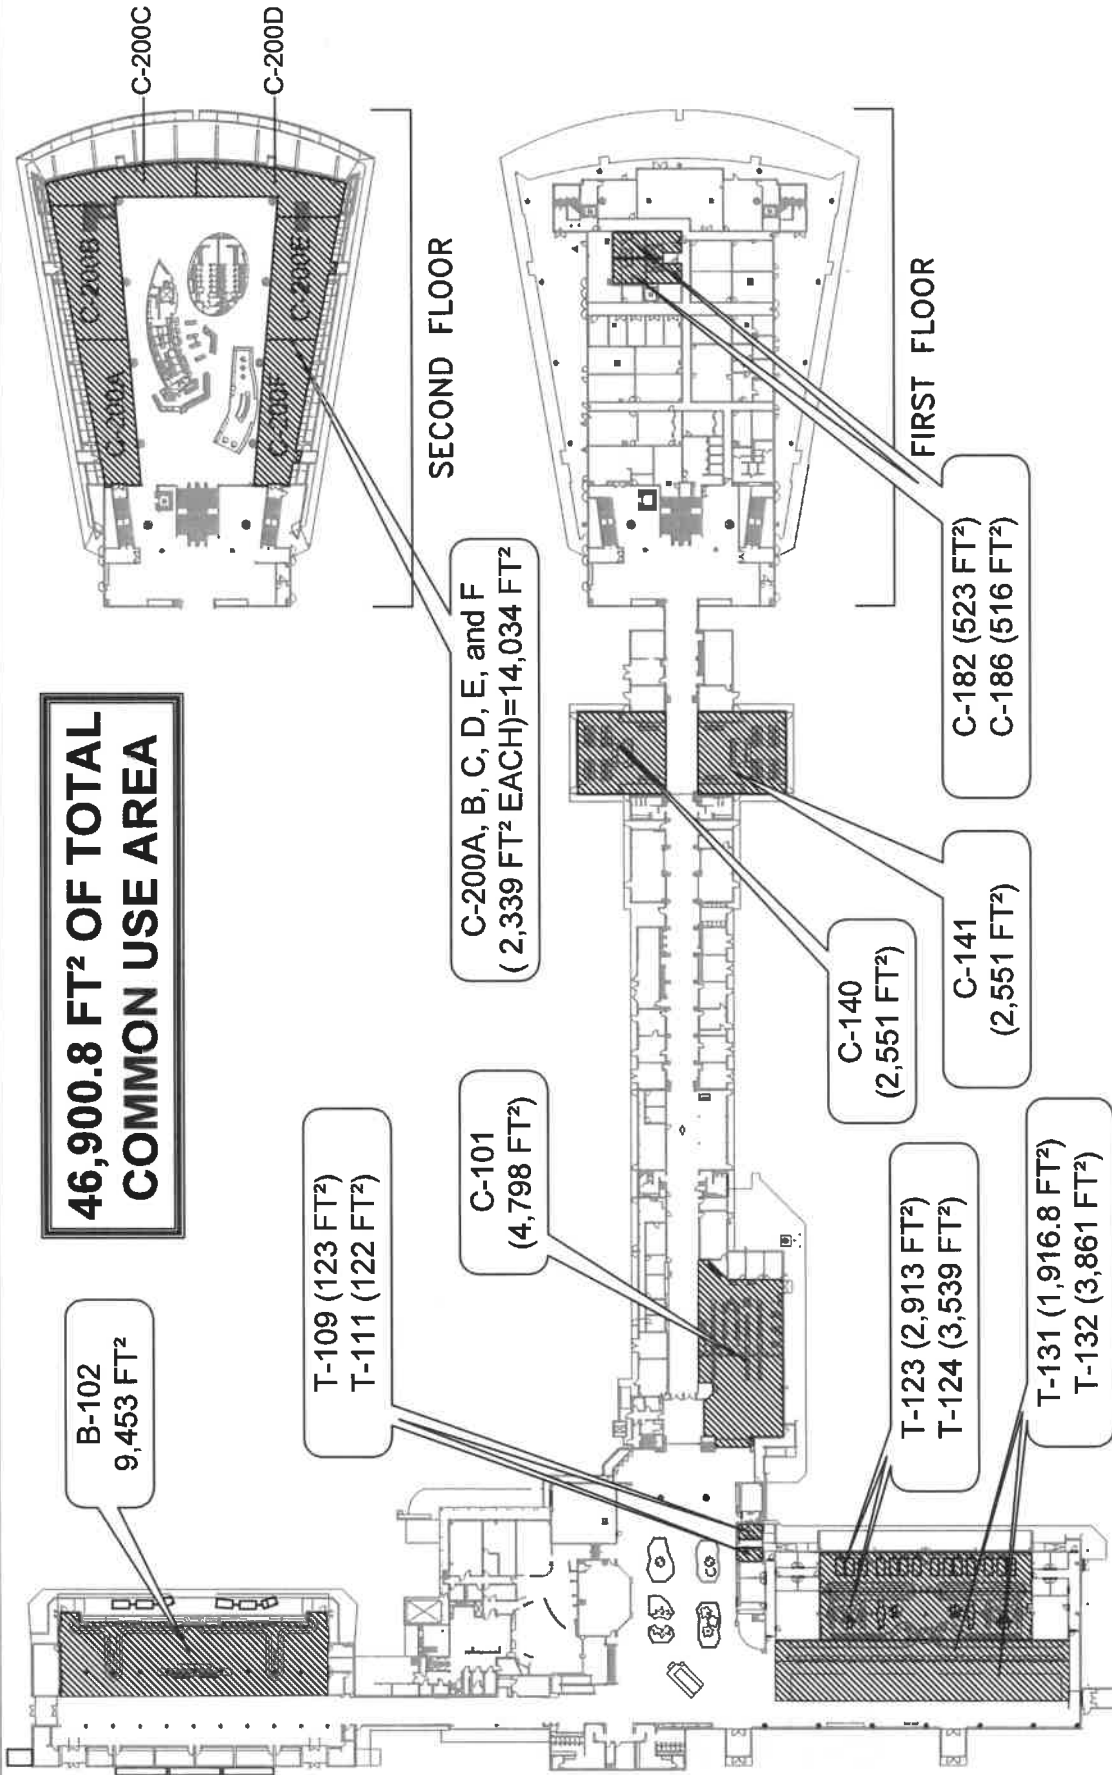 46,900.8 FT² OF TOTAL
COMMON USE AREA
B-102
9,453 FT²
T-109 (123 FT²)
T-111 (122 FT²)
C-101
(4,798 FT²)
C-200A, B, C, D, E, and F
( 2,339 FT² EACH)=14,034 FT²
C-200A
C-200B
C-200C
C-200D
C-200E
C-200F
SECOND FLOOR
T-123 (2,913 FT²)
T-124 (3,539 FT²)
T-131 (1,916.8 FT²)
T-132 (3,861 FT²)
C-140
(2,551 FT²)
C-141
(2,551 FT²)
C-182 (523 FT²)
C-186 (516 FT²)
FIRST FLOOR